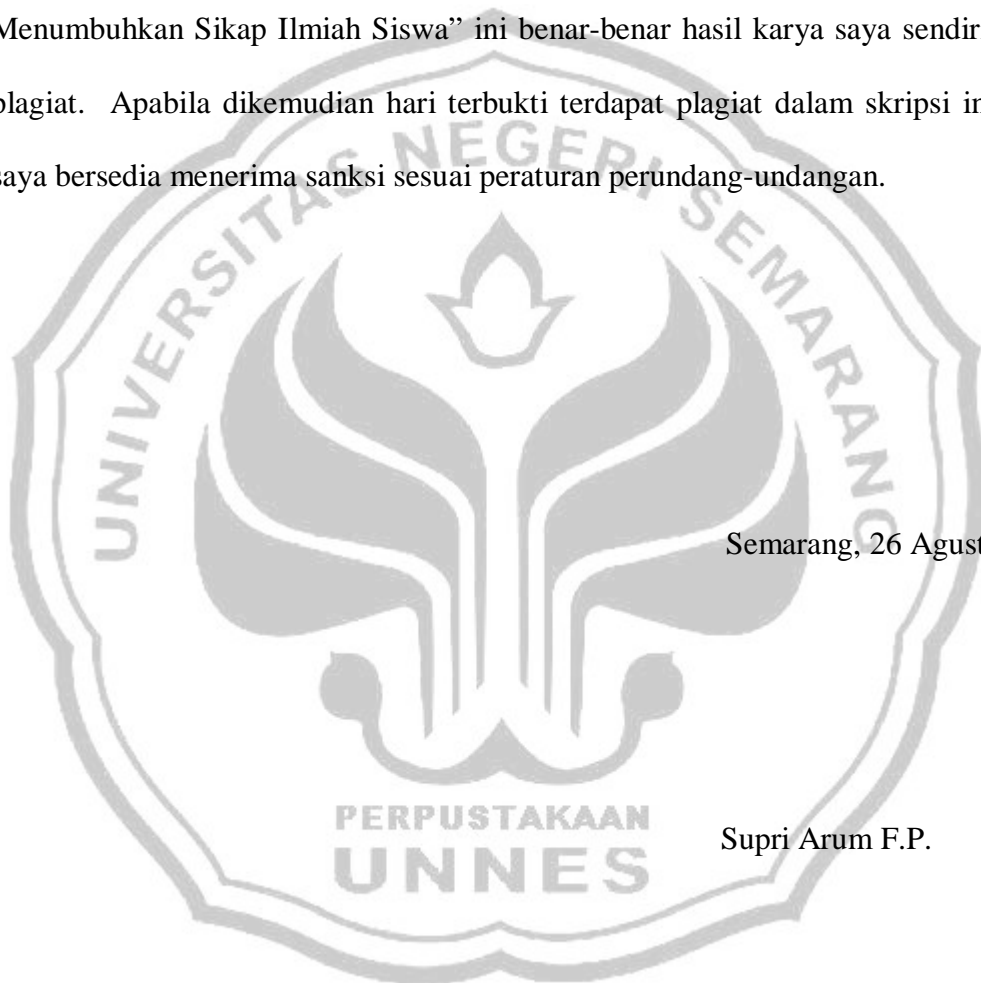 Menumbuhkan Sikap Ilmiah Siswa” ini benar-benar hasil karya saya sendiri
plagiat. Apabila dikemudian hari terbukti terdapat plagiat dalam skripsi in
saya bersedia menerima sanksi sesuai peraturan perundang-undangan.
UNIVERSITAS NEGERI SEMARANG
Semarang, 26 Agust
PERPUSTAKAAN
UNNES
Supri Arum F.P.